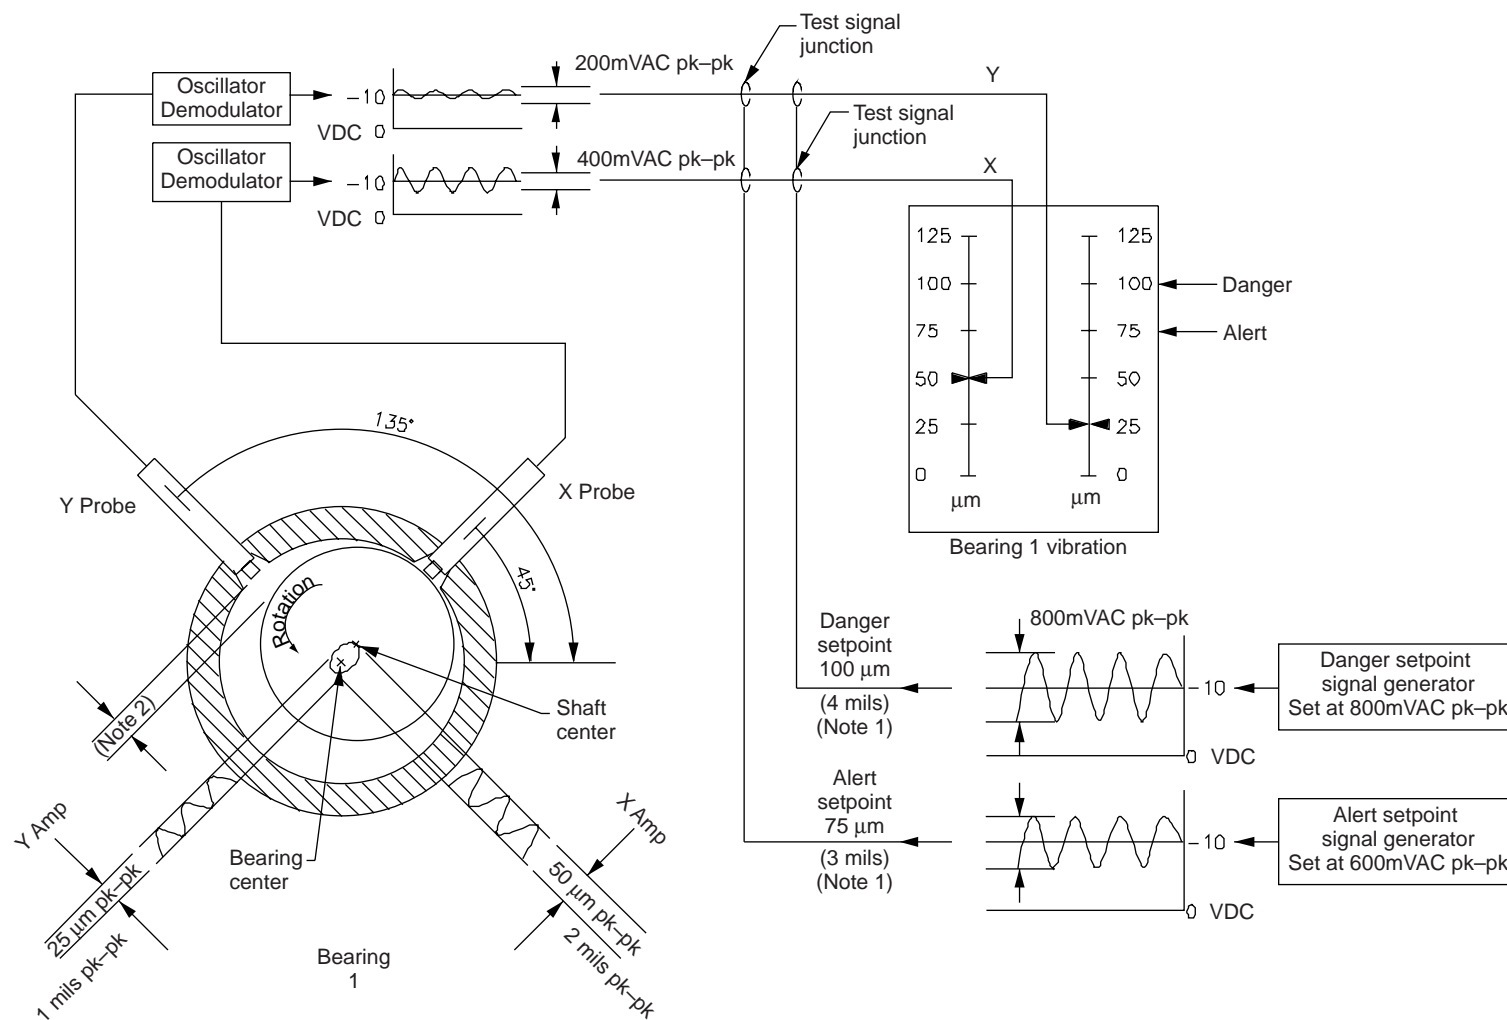 Test signal
junction
200mVAC pk–pk
Y
Oscillator
Demodulator
–10
VDC 0
Test signal
junction
Oscillator
Demodulator
400mVAC pk–pk
–10
VDC 0
X
125
100
75
50
25
0
μm
125
100
75
50
25
0
μm
Danger
Alert
Bearing 1 vibration
135°
Y Probe
X Probe
45°
Rotation
(Note 2)
Shaft
center
Y Amp
X Amp
Bearing
center
25 μm pk–pk
1 mils pk–pk
50 μm pk–pk
2 mils pk–pk
Bearing
1
Danger
setpoint
100 μm
(4 mils)
(Note 1)
800mVAC pk–pk
–10
0 VDC
Danger setpoint
signal generator
Set at 800mVAC pk–pk
Alert
setpoint
75 μm
(3 mils)
(Note 1)
–10
0 VDC
Alert setpoint
signal generator
Set at 600mVAC pk–pk